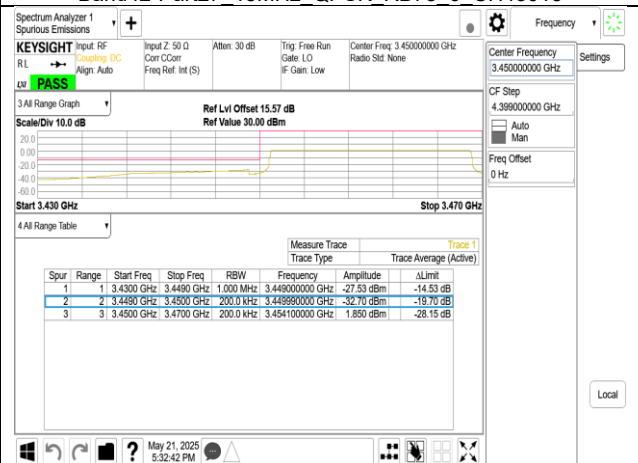 Spectrum Analyzer 1
Spurious Emissions
Frequency
KEYSIGHT
RL
LXI PASS
Input: RF
Coupling: DC
Align: Auto
Input Z: 50 Ω
Corr CCorr
Freq Ref: Int (S)
Atten: 30 dB
Trig: Free Run
Gate: LO
IF Gain: Low
Center Freq: 3.450000000 GHz
Radio Std: None
Center Frequency
3.450000000 GHz
Settings
CF Step
4.399000000 GHz
Auto
Man
Freq Offset
0 Hz
3 All Range Graph
Scale/Div 10.0 dB
Ref Lvl Offset 15.57 dB
Ref Value 30.00 dBm
20.0
0.00
-20.0
-40.0
-60.0
Start 3.430 GHz
Stop 3.470 GHz
4 All Range Table
Measure Trace Trace 1
Trace Type Trace Average (Active)
Spur Range Start Freq Stop Freq RBW Frequency Amplitude ΔLimit
1 1 3.4300 GHz 3.4490 GHz 1.000 MHz 3.449000000 GHz -27.53 dBm -14.53 dB
2 2 3.4490 GHz 3.4500 GHz 200.0 kHz 3.449990000 GHz -32.70 dBm -19.70 dB
3 3 3.4500 GHz 3.4700 GHz 200.0 kHz 3.454100000 GHz 1.850 dBm -28.15 dB
Local
May 21, 2025
5:32:42 PM